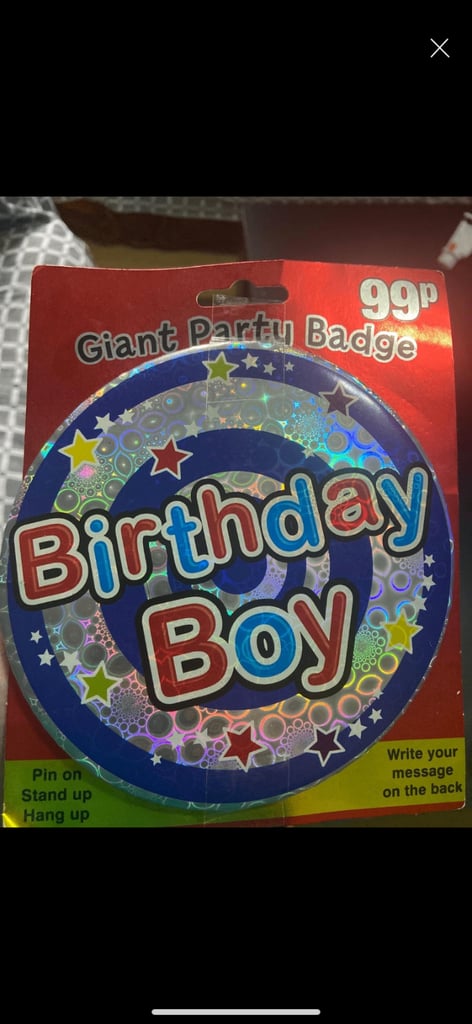 99p
Giant Party Badge
Birthday
Boy
Pin on
Stand up
Hang up
Write your
message
on the back